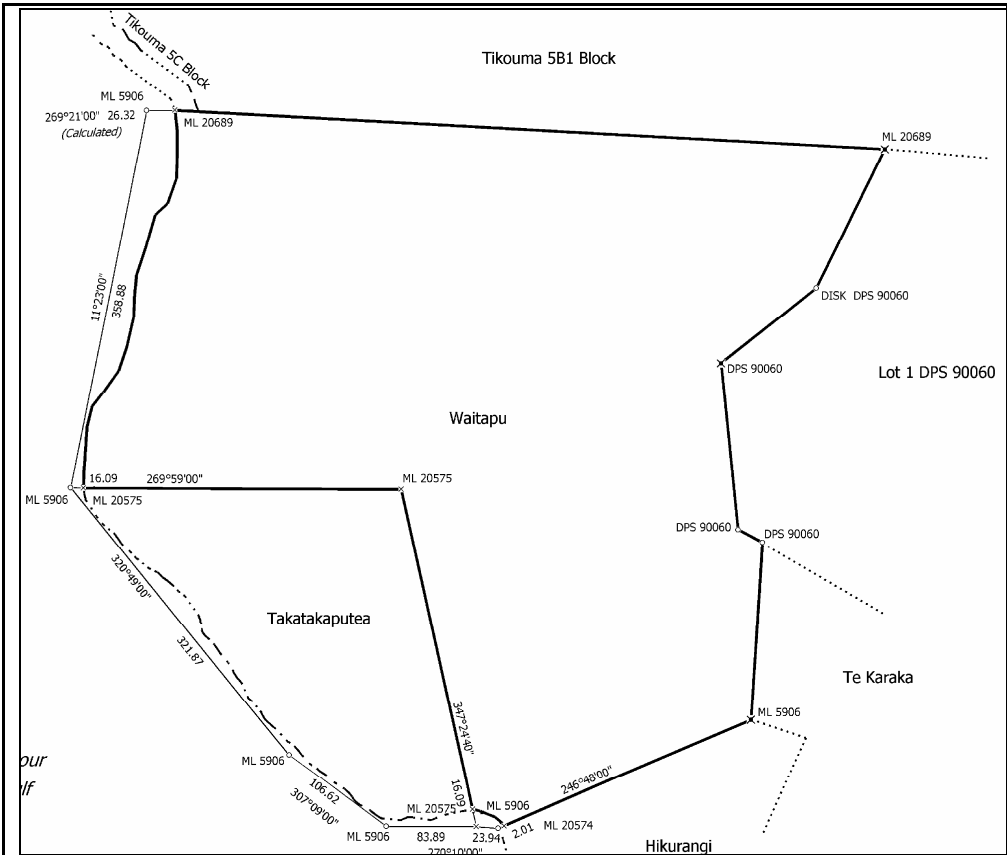 Tikouma 5C Block
Tikouma 5B1 Block
ML 5906
269°21'00" 26.32
(Calculated)
ML 20689
ML 20689
DISK DPS 90060
11°23'00"
358.88
DPS 90060
Lot 1 DPS 90060
Waitapu
16.09 269°59'00"
ML 20575
ML 5906
ML 20575
DPS 90060
DPS 90060
320°49'00"
Takatakaputea
321.87
Te Karaka
347°24'40"
ML 5906
our
lf
ML 5906
246°48'00"
106.62
307°09'00"
16.09
ML 20575
ML 5906
ML 5906
83.89
23.94
2.01
ML 20574
270°10'00"
Hikurangi